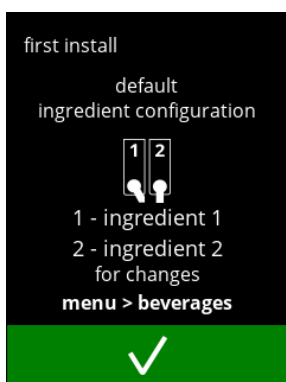 first install
default
ingredient configuration
1 2
1 - ingredient 1
2 - ingredient 2
for changes
menu > beverages